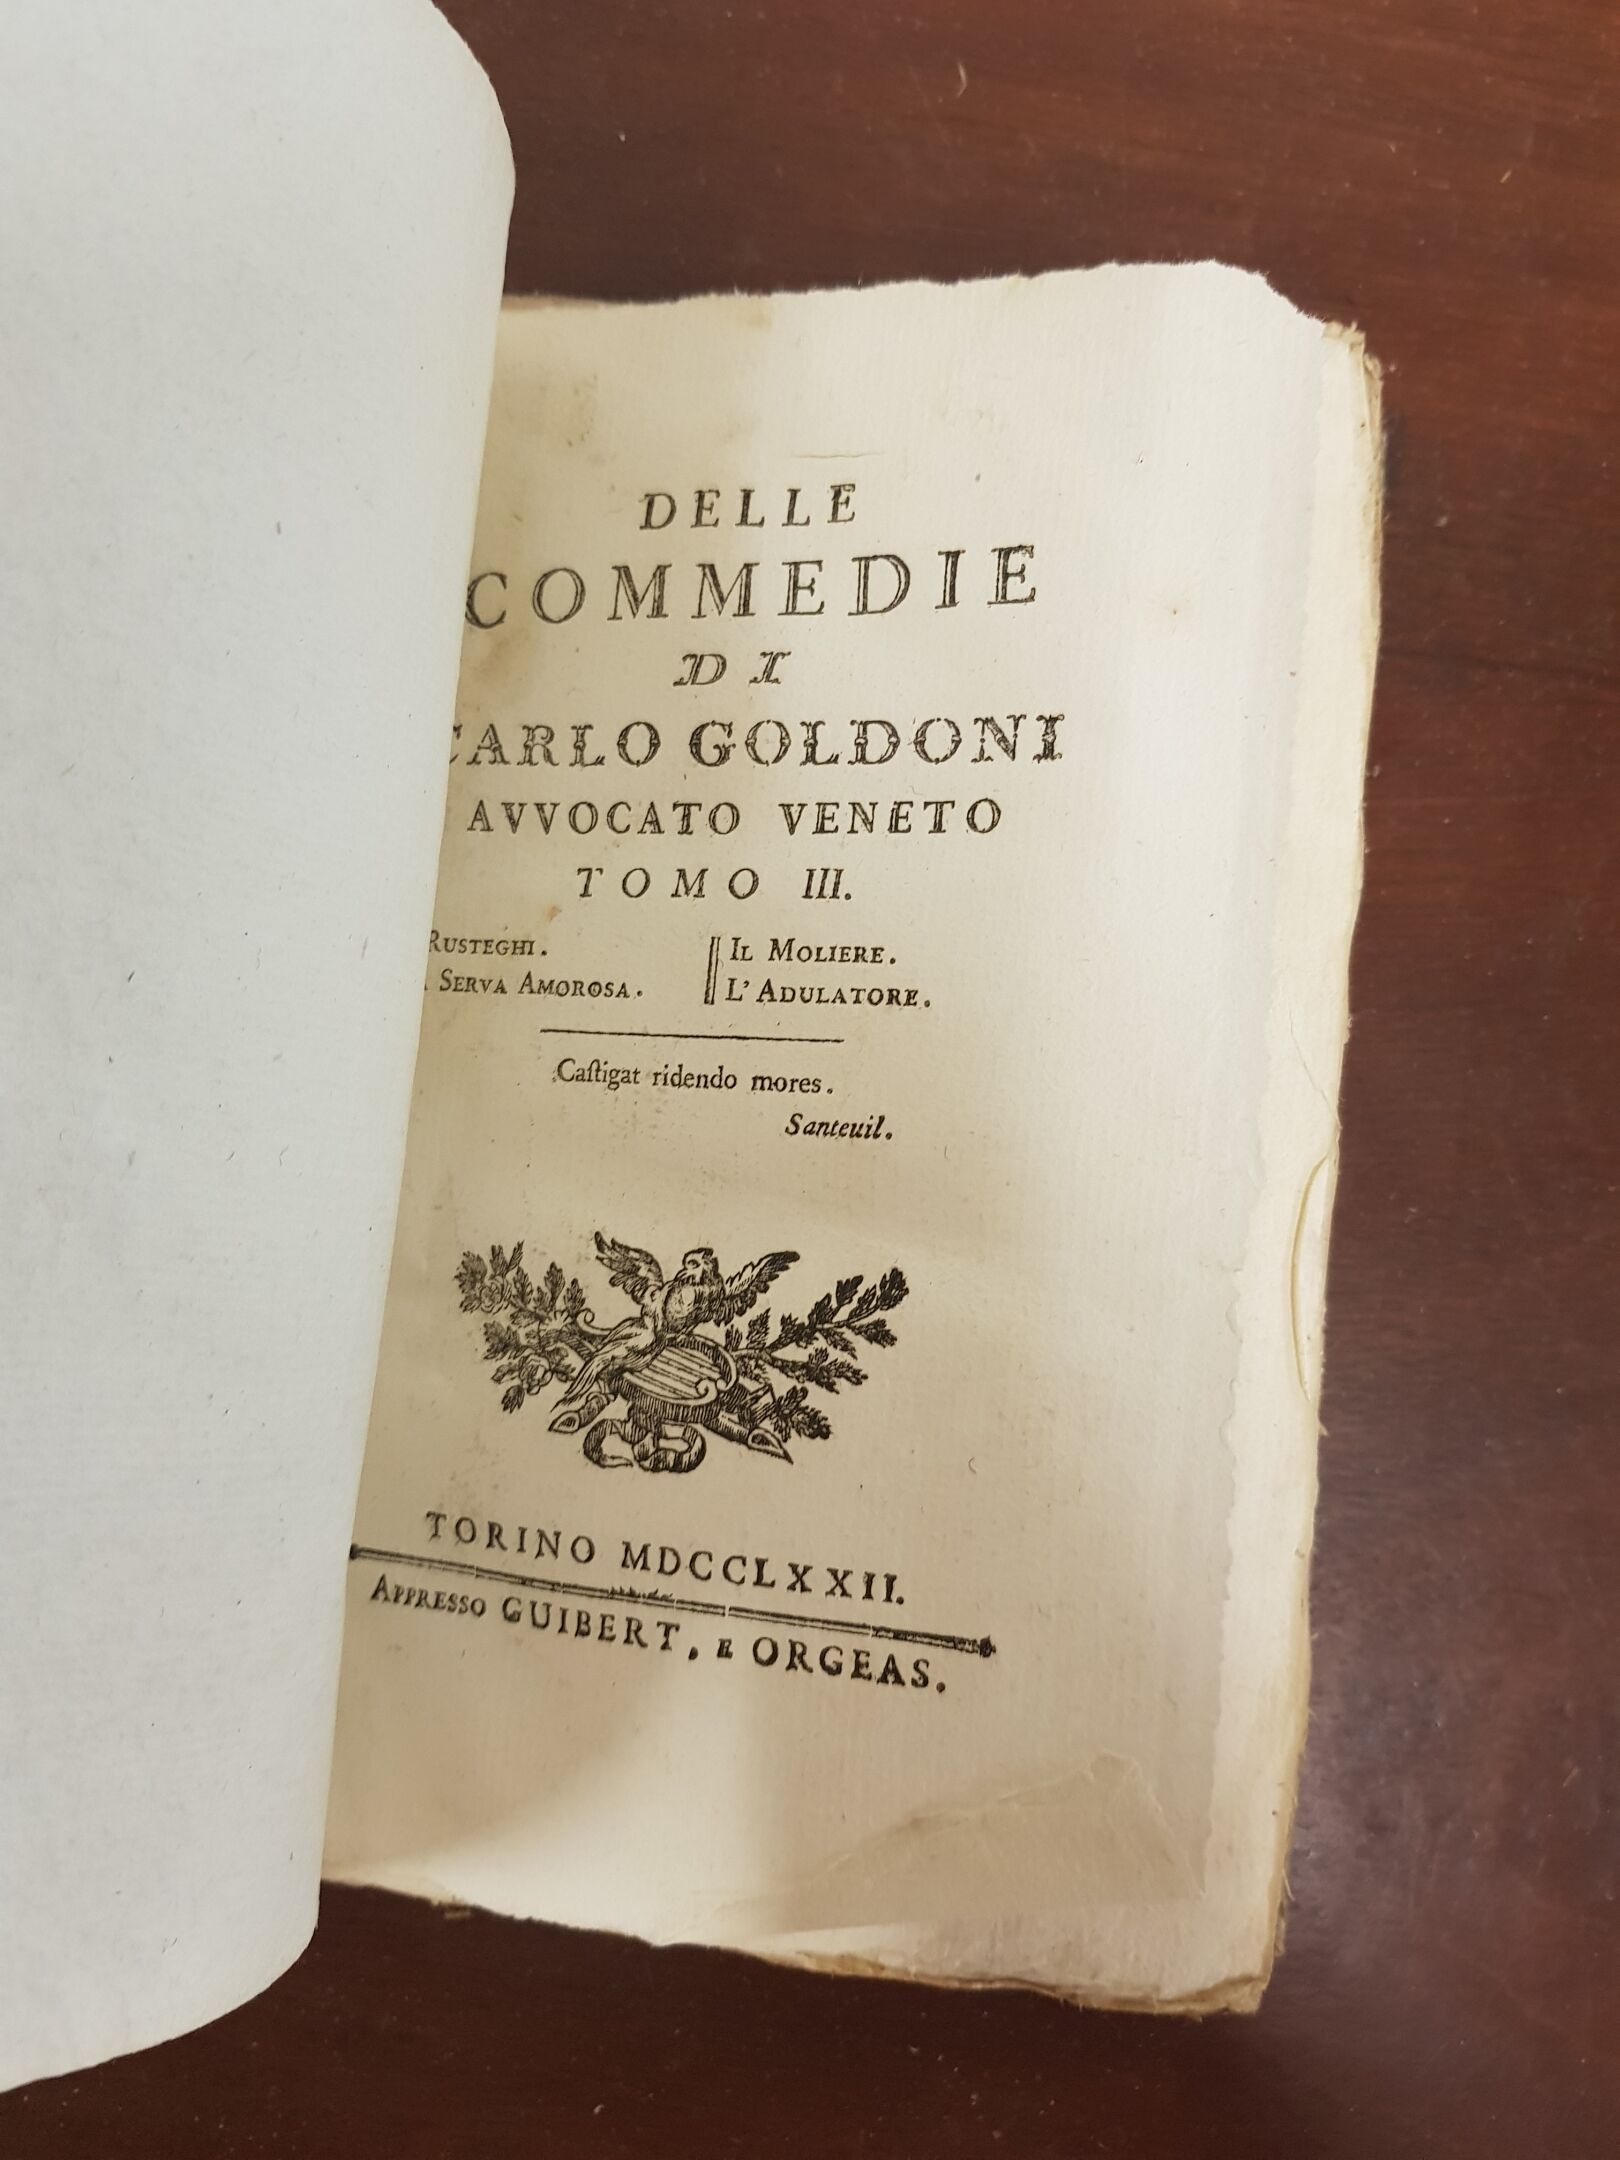 DELLE
COMMEDIE
DI
CARLO GOLDONI
AVVOCATO VENETO
TOMO III.
RUSTEGHI. || IL MOLIERE.
SERVA AMOROSA. || L' ADULATORE.
Caſtigat ridendo mores.
Santeuil.
TORINO MDCCLXXII.
APPRESSO GUIBERT, E ORGEAS.